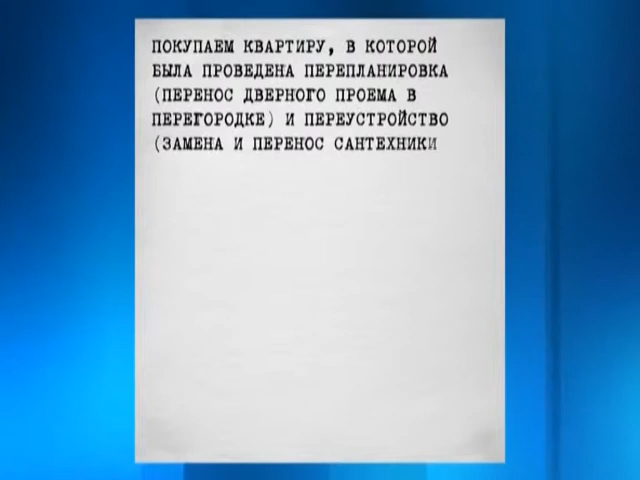 ПОКУПАЕМ КВАРТИРУ, В КОТОРОЙ
БЫЛА ПРОВЕДЕНА ПЕРЕПЛАНИРОВКА
(ПЕРЕНОС ДВЕРНОГО ПРОЕМА В
ПЕРЕГОРОДКЕ) И ПЕРЕУСТРОЙСТВО
(ЗАМЕНА И ПЕРЕНОС САНТЕХНИКИ